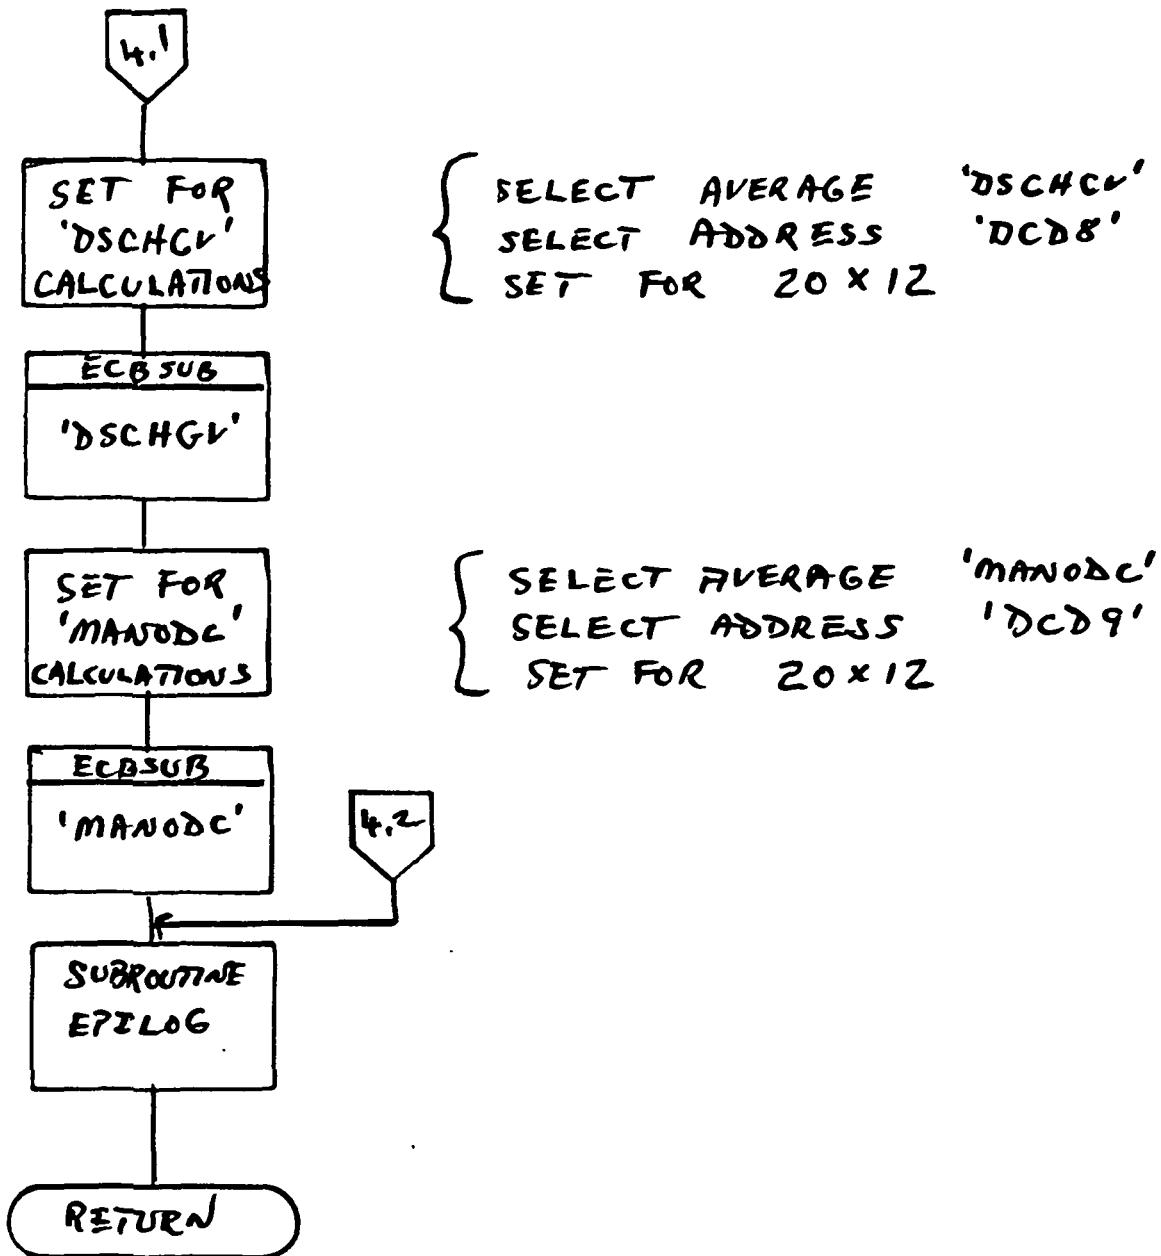 4.1
SET FOR
'DSCHGV'
CALCULATIONS
SELECT AVERAGE 'DSCHCV'
SELECT ADDRESS 'DCD8'
SET FOR 20 x 12
ECBSUB
'DSCHGV'
SET FOR
'MANODC'
CALCULATIONS
SELECT AVERAGE 'MANODC'
SELECT ADDRESS 'DCD9'
SET FOR 20 x 12
ECBSUB
'MANODC'
4.2
SUBROUTINE
EPILOG
RETURN